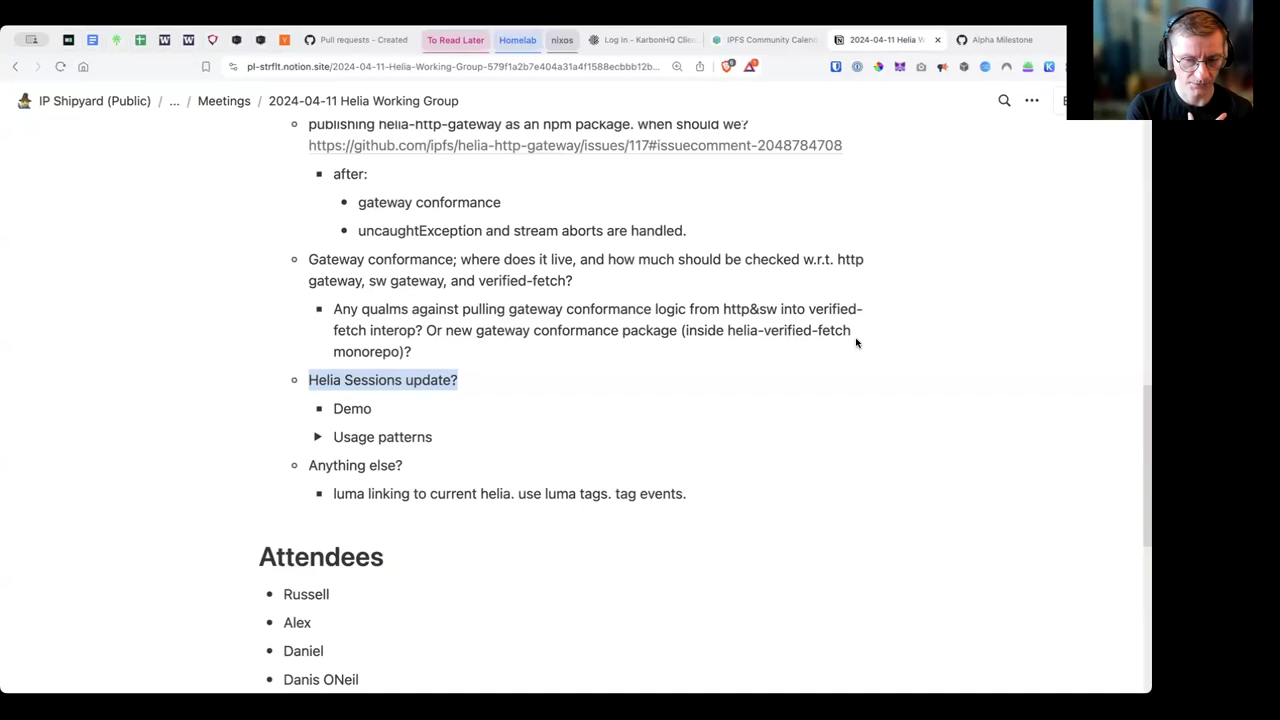 Pull requests - Created
To Read Later
Homelab
nixos
Log in - KarbonHQ Clien
IPFS Community Calend
2024-04-11 Helia W
Alpha Milestone
pl-strflt.notion.site/2024-04-11-Helia-Working-Group-579f1a2b7e404a31a4f1588ecbbb12b...
IP Shipyard (Public) / ... / Meetings / 2024-04-11 Helia Working Group
publishing helia-http-gateway as an npm package. when should we?
https://github.com/ipfs/helia-http-gateway/issues/117#issuecomment-2048784708
after:
gateway conformance
uncaughtException and stream aborts are handled.
Gateway conformance; where does it live, and how much should be checked w.r.t. http
gateway, sw gateway, and verified-fetch?
Any qualms against pulling gateway conformance logic from http&sw into verified-
fetch interop? Or new gateway conformance package (inside helia-verified-fetch
monorepo)?
Helia Sessions update?
Demo
Usage patterns
Anything else?
luma linking to current helia. use luma tags. tag events.
Attendees
Russell
Alex
Daniel
Danis ONeil